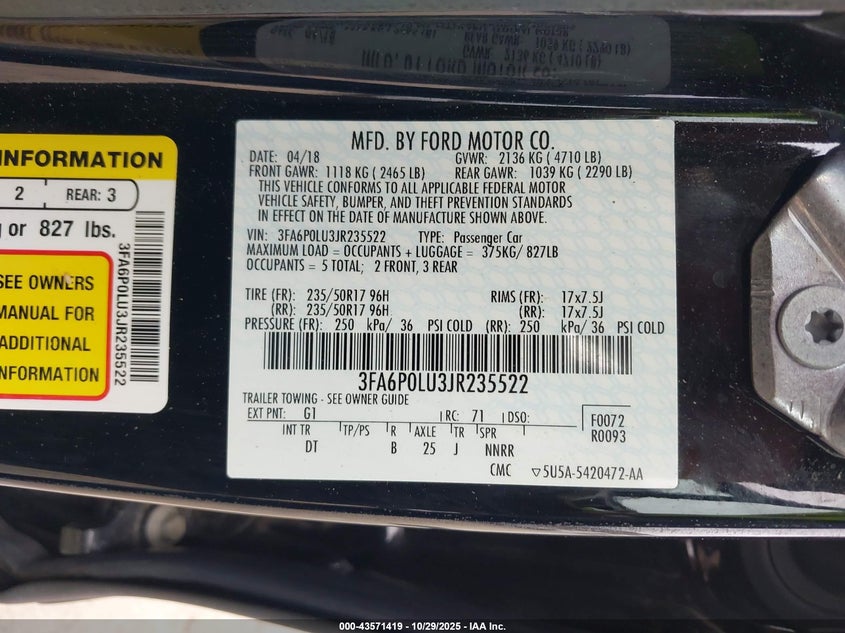 INFORMATION
2 REAR: 3
or 827 lbs.
SEE OWNERS
MANUAL FOR
ADDITIONAL
INFORMATION
3FA6P0LU3JR235522
MFD. BY FORD MOTOR CO.
DATE: 04/18 GVWR: 2136 KG ( 4710 LB)
FRONT GAWR: 1118 KG ( 2465 LB) REAR GAWR: 1039 KG ( 2290 LB)
THIS VEHICLE CONFORMS TO ALL APPLICABLE FEDERAL MOTOR
VEHICLE SAFETY, BUMPER, AND THEFT PREVENTION STANDARDS
IN EFFECT ON THE DATE OF MANUFACTURE SHOWN ABOVE.
VIN: 3FA6P0LU3JR235522 TYPE: Passenger Car
MAXIMUM LOAD = OCCUPANTS + LUGGAGE = 375KG/ 827LB
OCCUPANTS = 5 TOTAL; 2 FRONT, 3 REAR
TIRE (FR): 235/50R17 96H RIMS (FR): 17x7.5J
(RR): 235/50R17 96H (RR): 17x7.5J
PRESSURE (FR): 250 kPa/ 36 PSI COLD (RR): 250 kPa/ 36 PSI COLD
3FA6P0LU3JR235522
TRAILER TOWING - SEE OWNER GUIDE
EXT PNT: G1 RC: 71 DSO: F0072
R0093
INT TR TP/PS R AXLE TR SPR
DT B 25 J NNRR
CMC ▽5U5A-5420472-AA
000-43571419 • 10/29/2025 - IAA Inc.